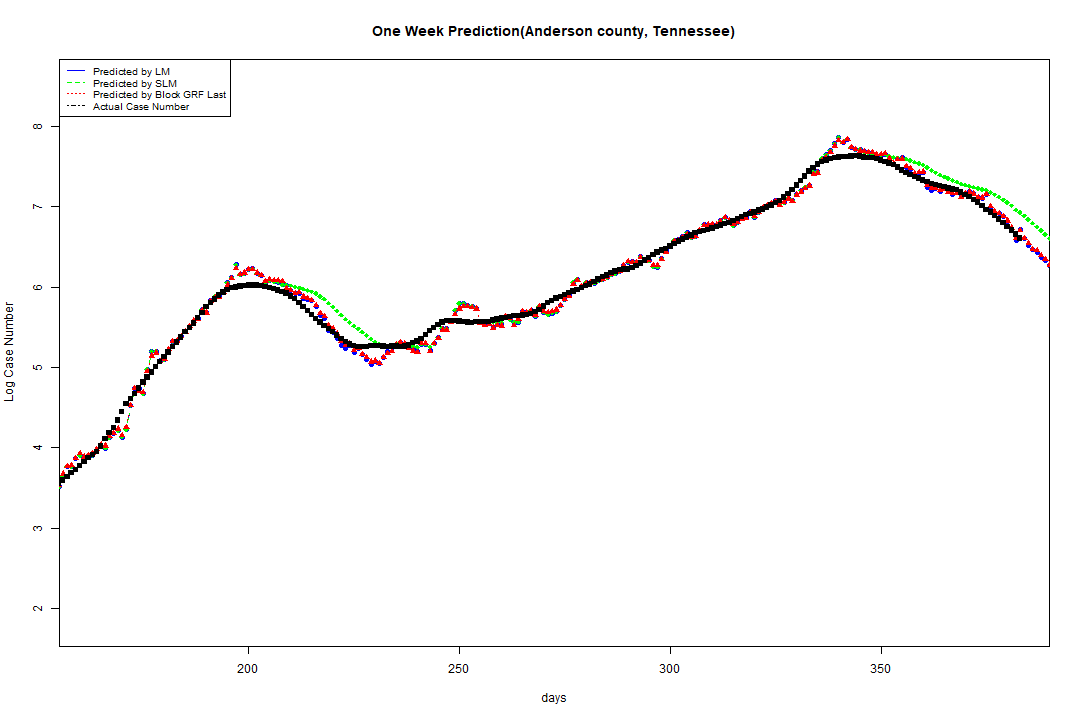 One Week Prediction(Anderson county, Tennessee)
Predicted by LM
Predicted by SLM
Predicted by Block GRF Last
Actual Case Number
8
7
6
5
4
3
2
Log Case Number
200 250 300 350
days